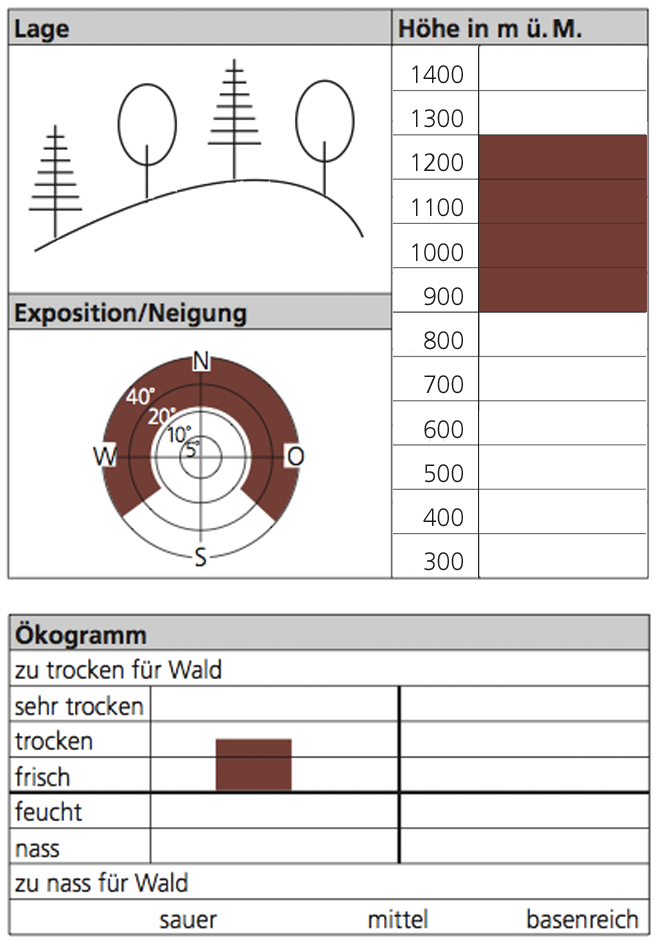 Lage
Höhe in m ü. M.
1400
1300
1200
1100
1000
900
800
700
600
500
400
300
Exposition/Neigung
N
40°
20°
10°
5°
W
O
S
Ökogramm
zu trocken für Wald
sehr trocken
trocken
frisch
feucht
nass
zu nass für Wald
sauer mittel basenreich